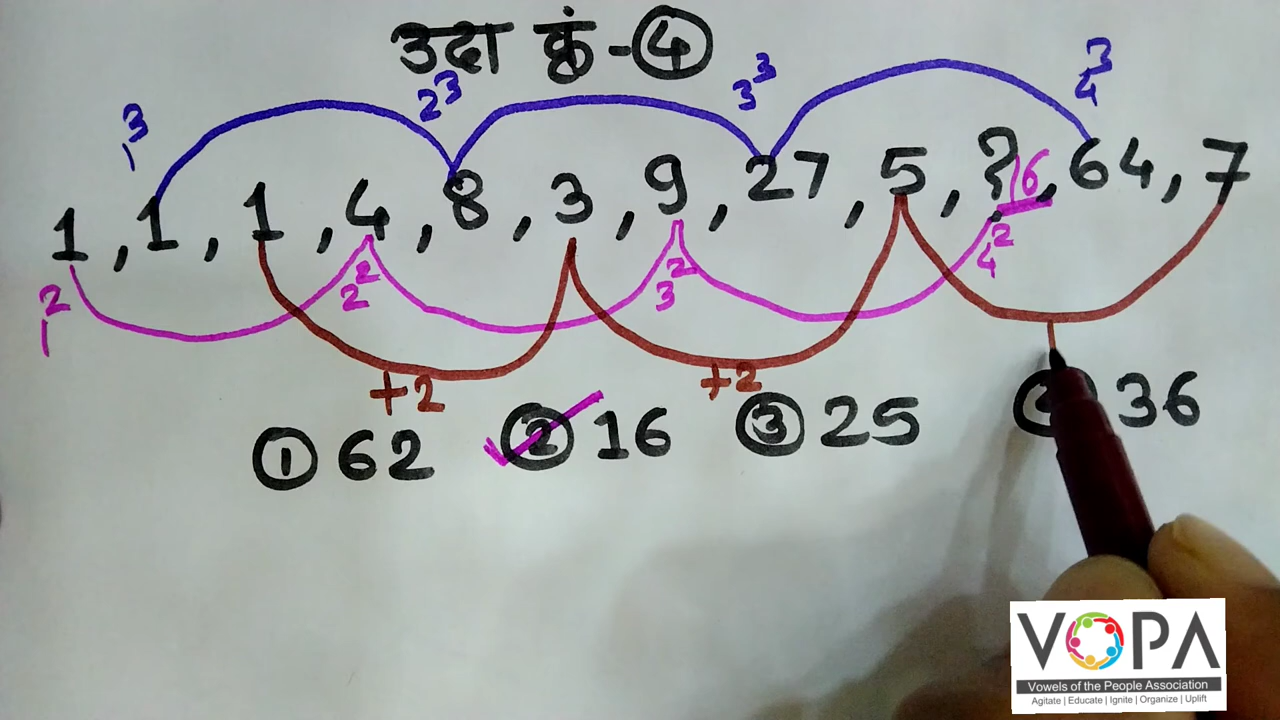 उदा क्रं - ④
1³ 2³ 3³ 4³
1, 1, 1, 4, 8, 3, 9, 27, 5, ? 16, 64, 7
1² 2² 3² 4²
+2 +2
① 62 ② 16 ③ 25 36
VOPA
Vowels of the People Association
Agitate | Educate | Ignite | Organize | Uplift